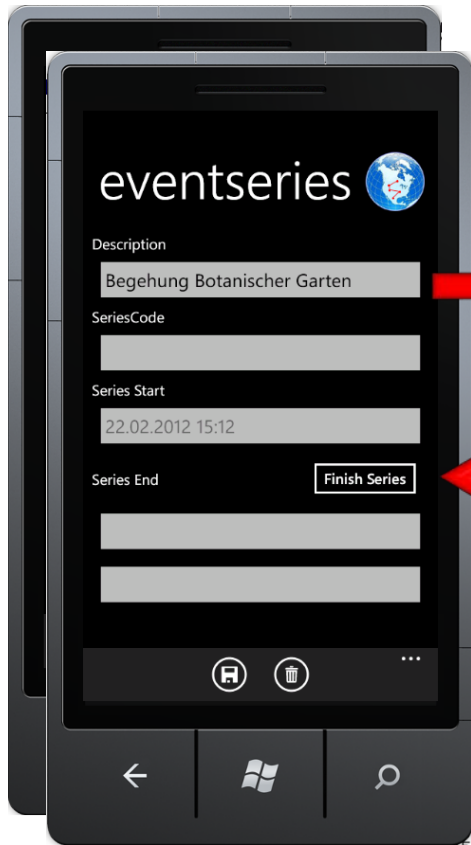 eventseries
Description
Begehung Botanischer Garten
SeriesCode
Series Start
22.02.2012 15:12
Series End
Finish Series